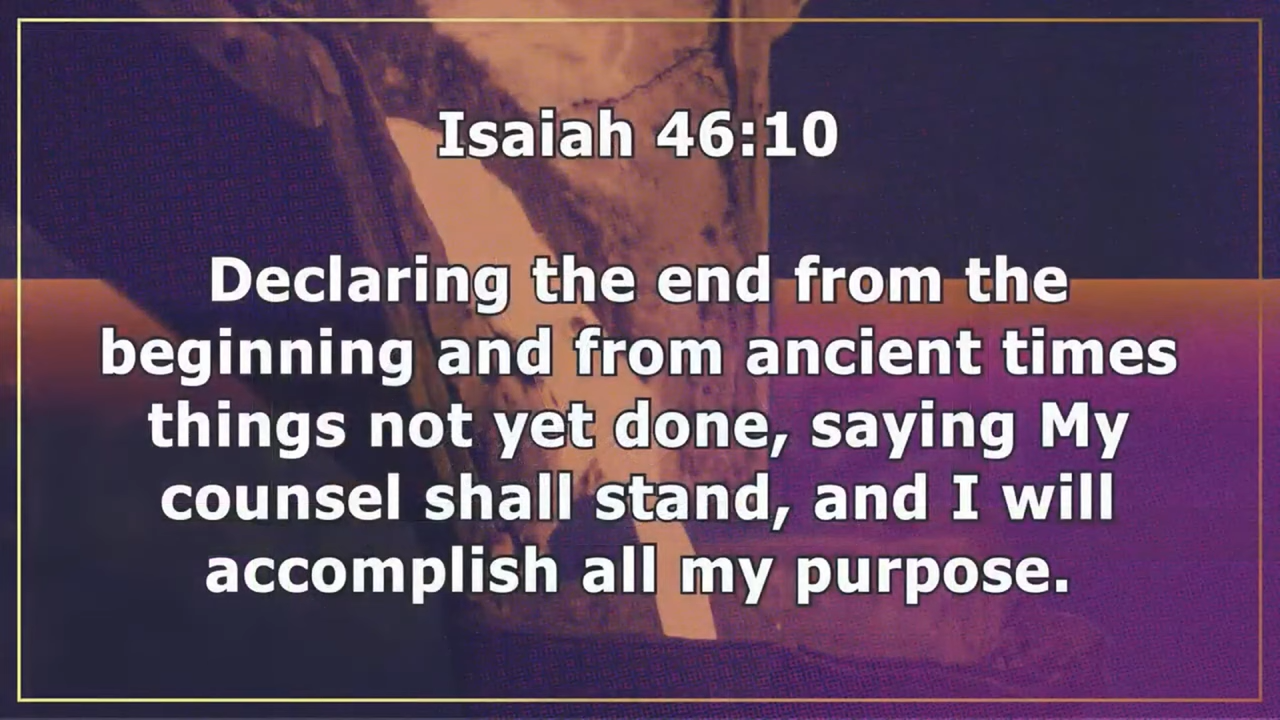 Isaiah 46:10
Declaring the end from the
beginning and from ancient times
things not yet done, saying My
counsel shall stand, and I will
accomplish all my purpose.